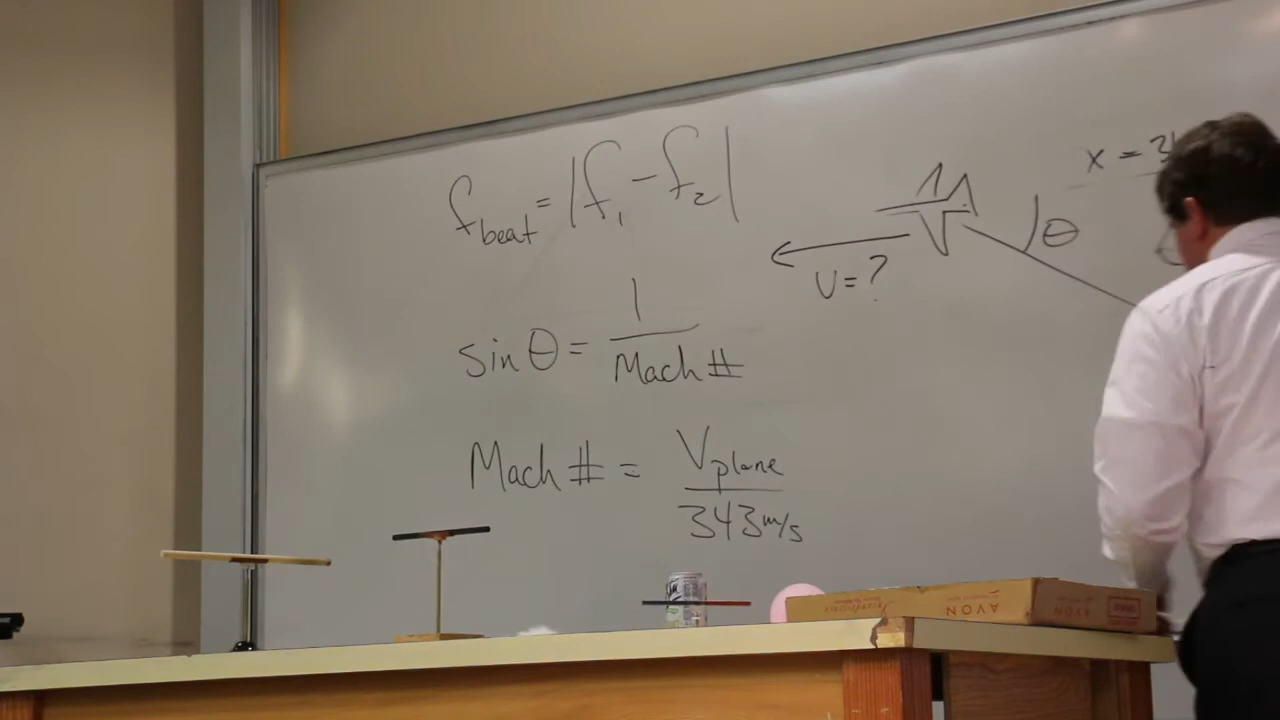 f_beat = |f₁ - f₂|
sin θ = 1 / Mach #
Mach # = V_plane / 343 m/s
v = ?
θ
x = 3
AVON
AVON